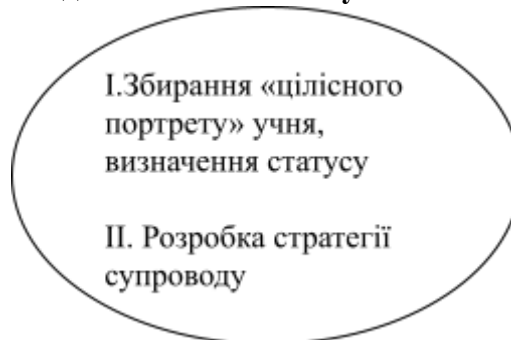 І.Збирання «цілісного
портрету» учня,
визначення статусу
ІІ. Розробка стратегії
супроводу